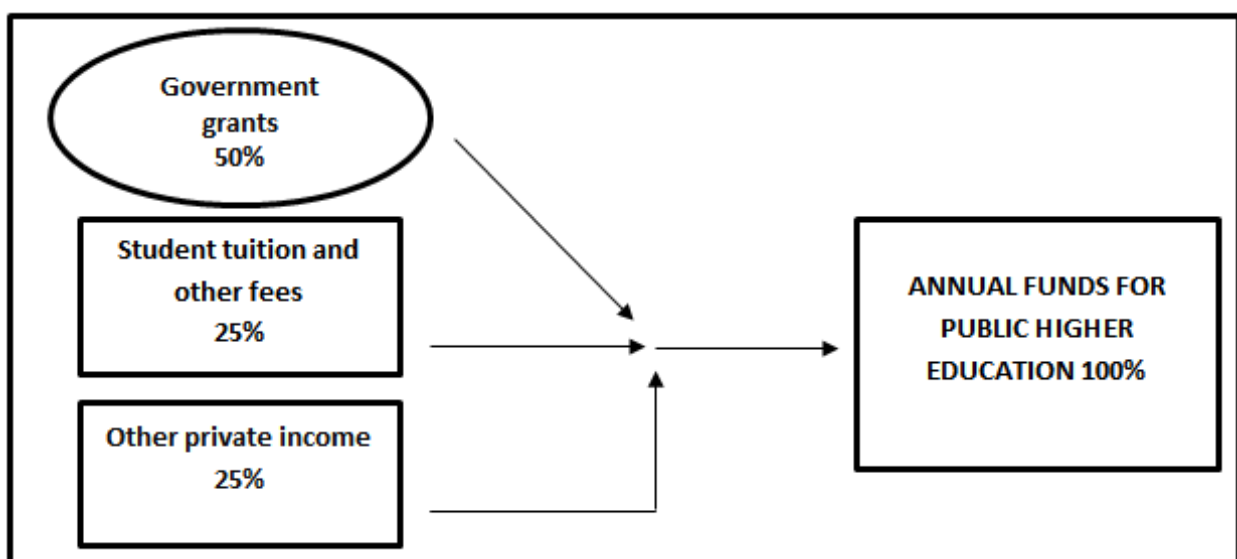 Government
grants
50%
Student tuition and
other fees
25%
Other private income
25%
ANNUAL FUNDS FOR
PUBLIC HIGHER
EDUCATION 100%